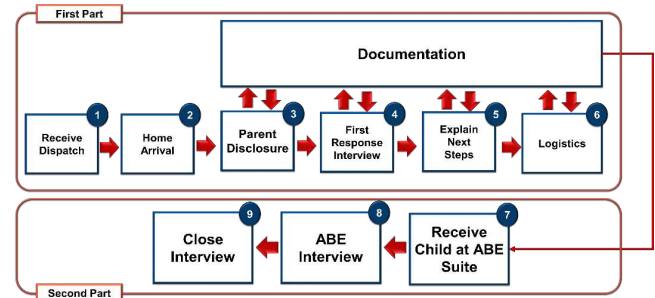 First Part
Documentation
1
Receive
Dispatch
2
Home
Arrival
3
Parent
Disclosure
4
First
Response
Interview
5
Explain
Next
Steps
6
Logistics
9
Close
Interview
8
ABE
Interview
7
Receive
Child at ABE
Suite
Second Part